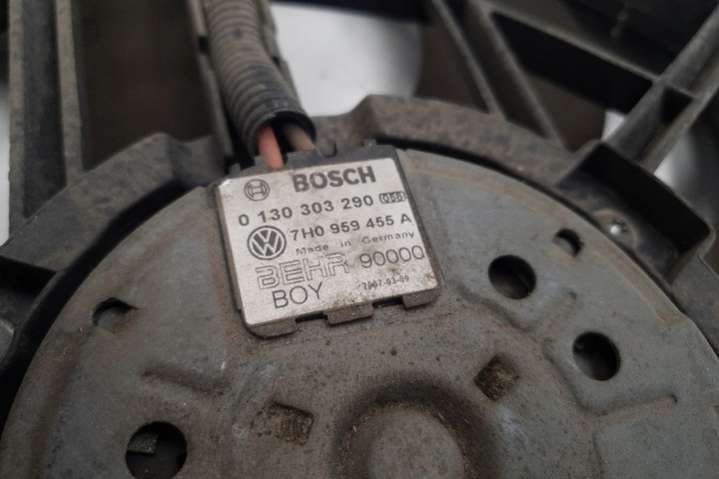 BOSCH
0 130 303 290
7H0 959 455 A
Made in Germany
BEHR 90000
BOY